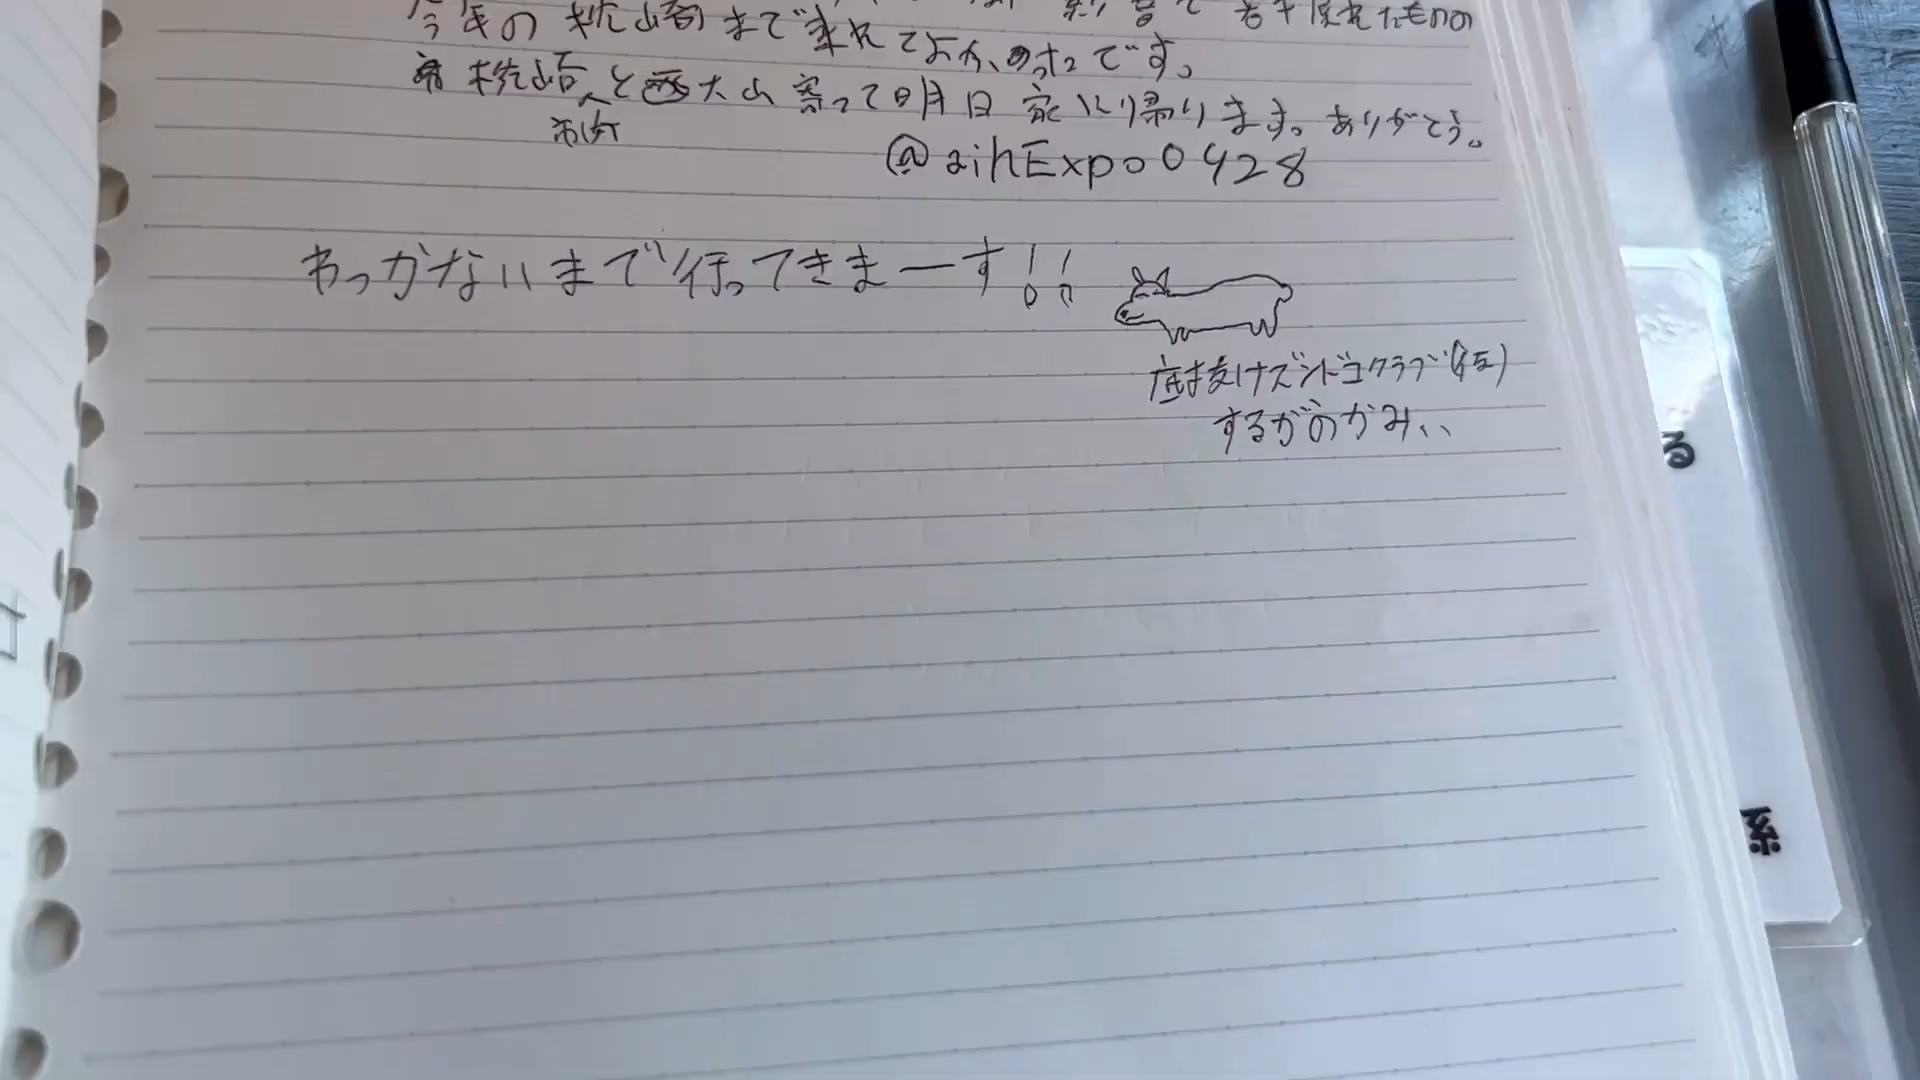 今年の枕崎まで来れてよかったです。
枕崎と西大山寄って明日家に帰ります。ありがとう。
@aihExpo0428
わっかないまで行ってきまーす!!
底抜けズンドコクラブ(仮)
するがのかみ、、
る
系